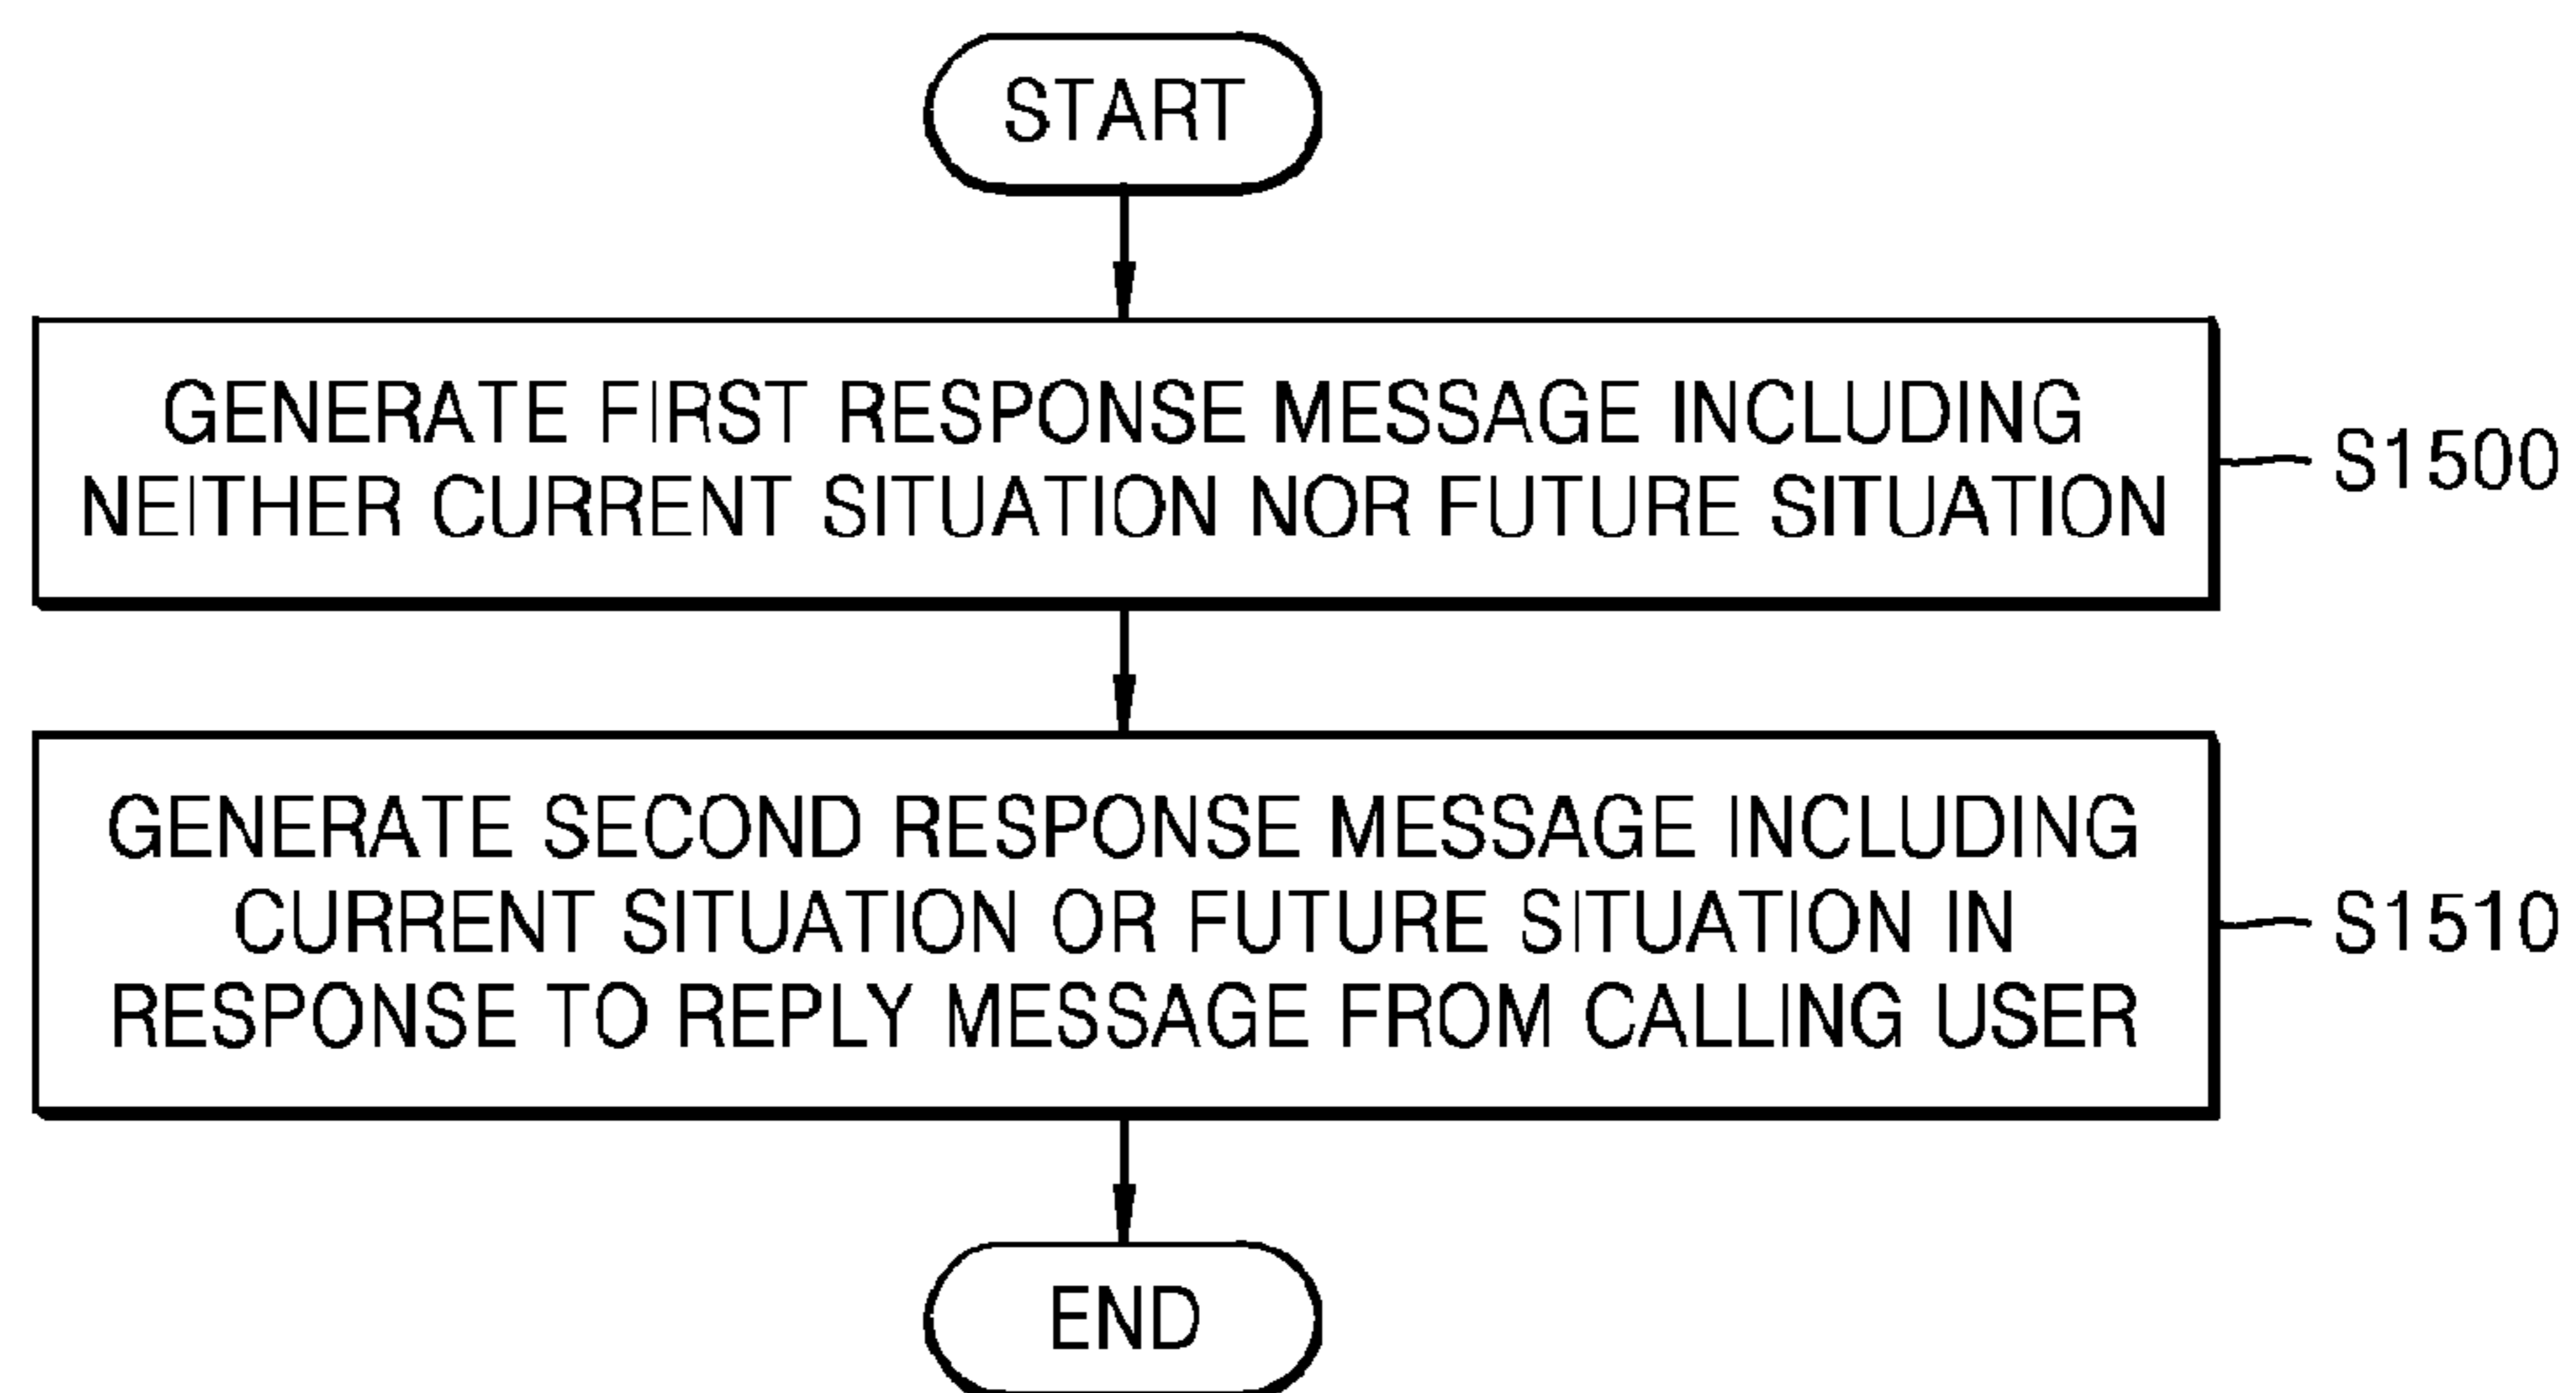 START
GENERATE FIRST RESPONSE MESSAGE INCLUDING
NEITHER CURRENT SITUATION NOR FUTURE SITUATION
S1500
GENERATE SECOND RESPONSE MESSAGE INCLUDING
CURRENT SITUATION OR FUTURE SITUATION IN
RESPONSE TO REPLY MESSAGE FROM CALLING USER
S1510
END